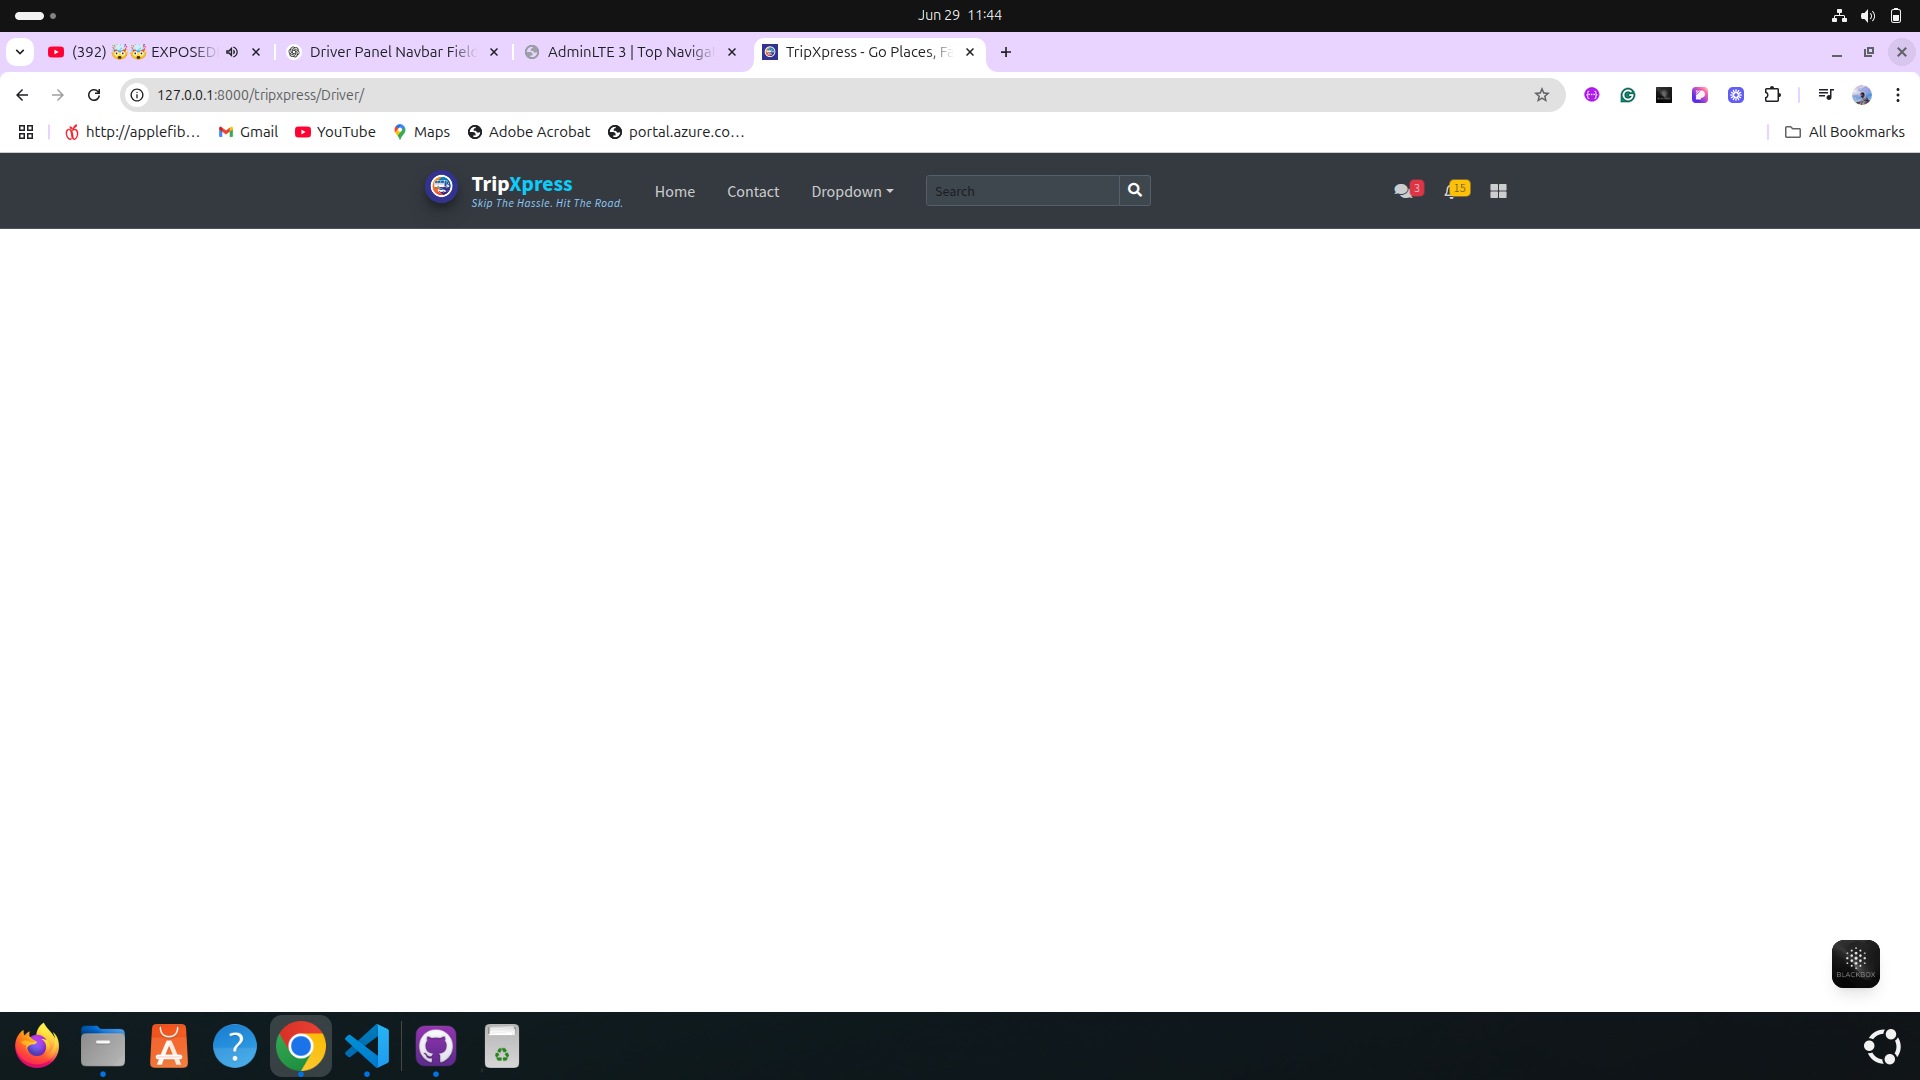 Jun 29 11:44
(392) 🤯🤯 EXPOSED
Driver Panel Navbar Field
AdminLTE 3 | Top Navigat
TripXpress - Go Places, Fa
127.0.0.1:8000/tripxpress/Driver/
http://applefib...
Gmail
YouTube
Maps
Adobe Acrobat
portal.azure.co...
All Bookmarks
TripXpress
Skip The Hassle. Hit The Road.
Home
Contact
Dropdown
Search
3
15
BLACKBOX